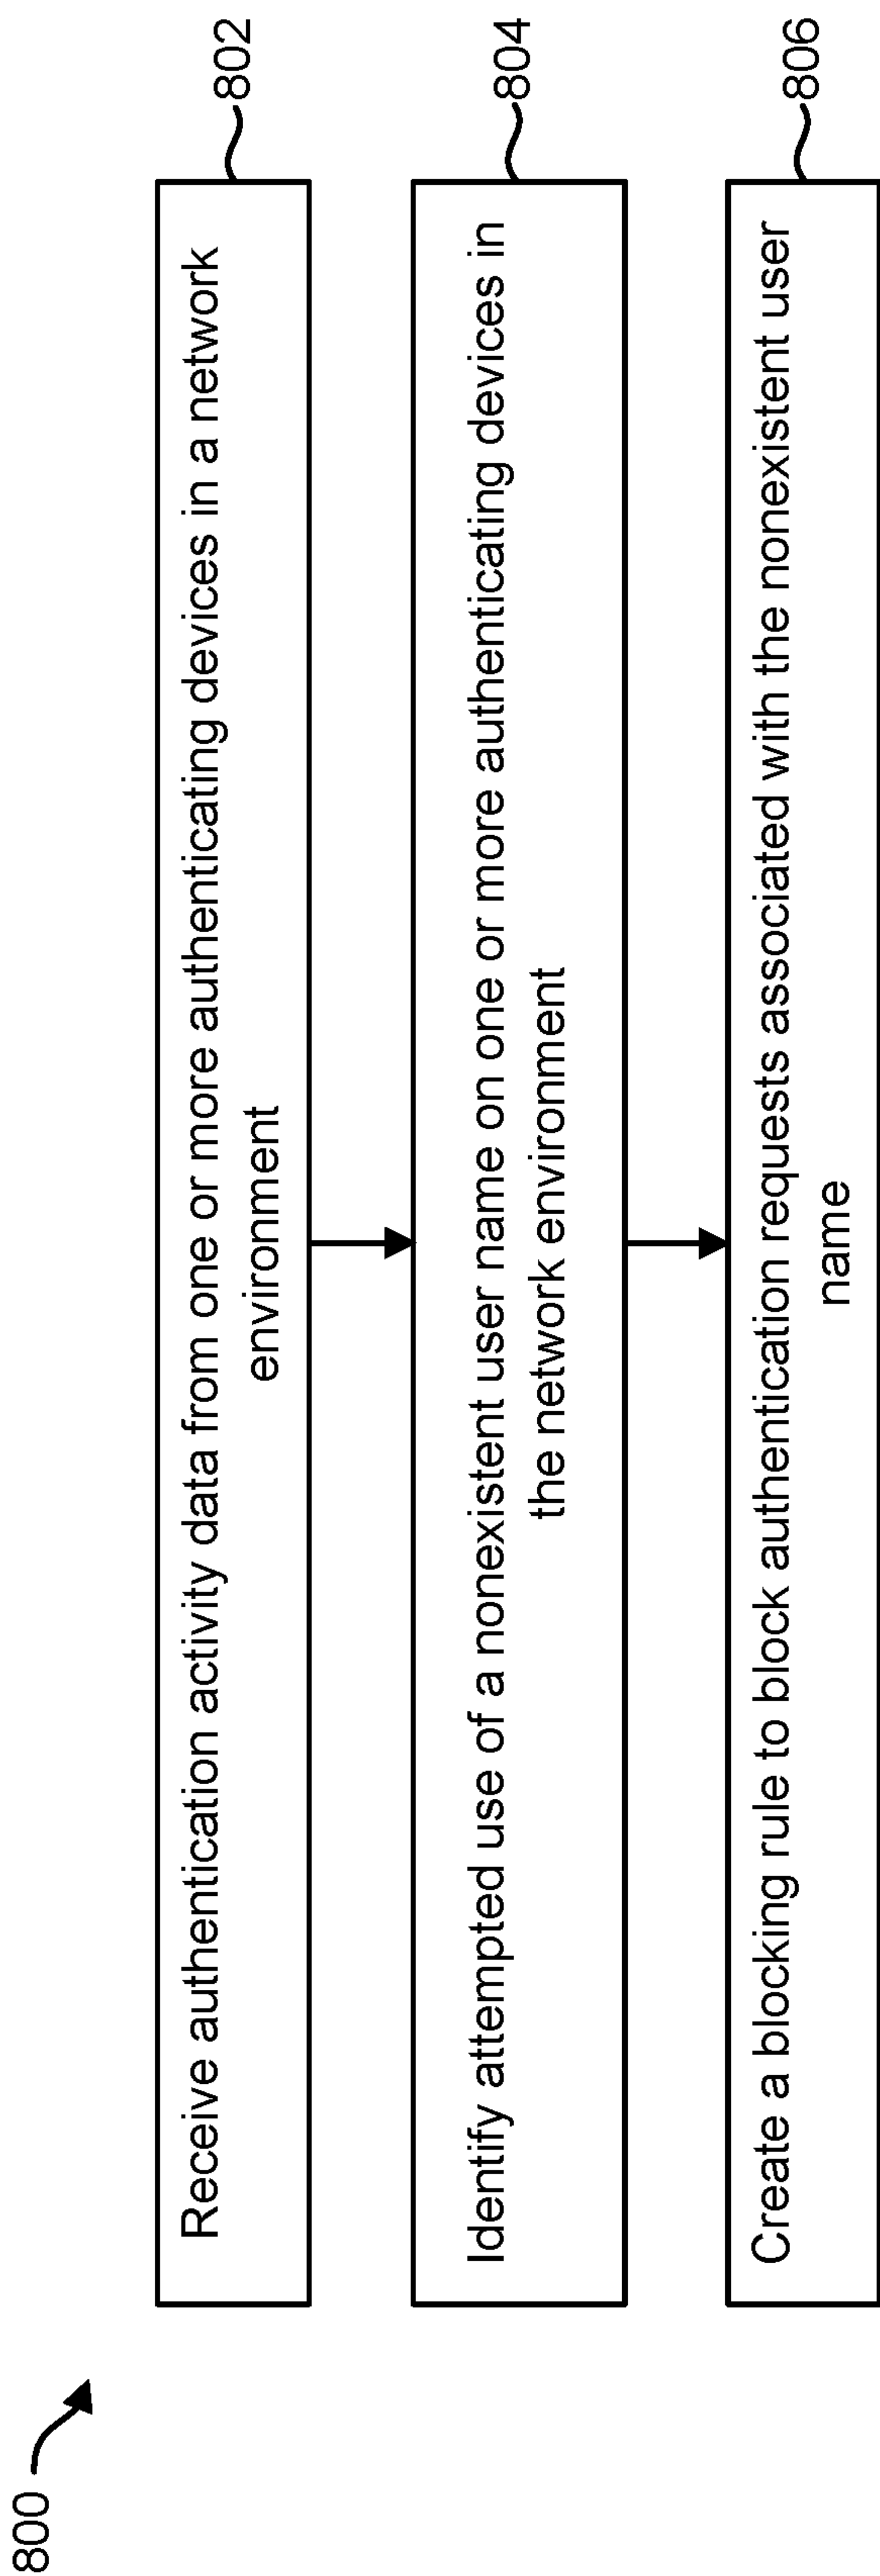 800
Receive authentication activity data from one or more authenticating devices in a network
environment
802
Identify attempted use of a nonexistent user name on one or more authenticating devices in
the network environment
804
Create a blocking rule to block authentication requests associated with the nonexistent user
name
806